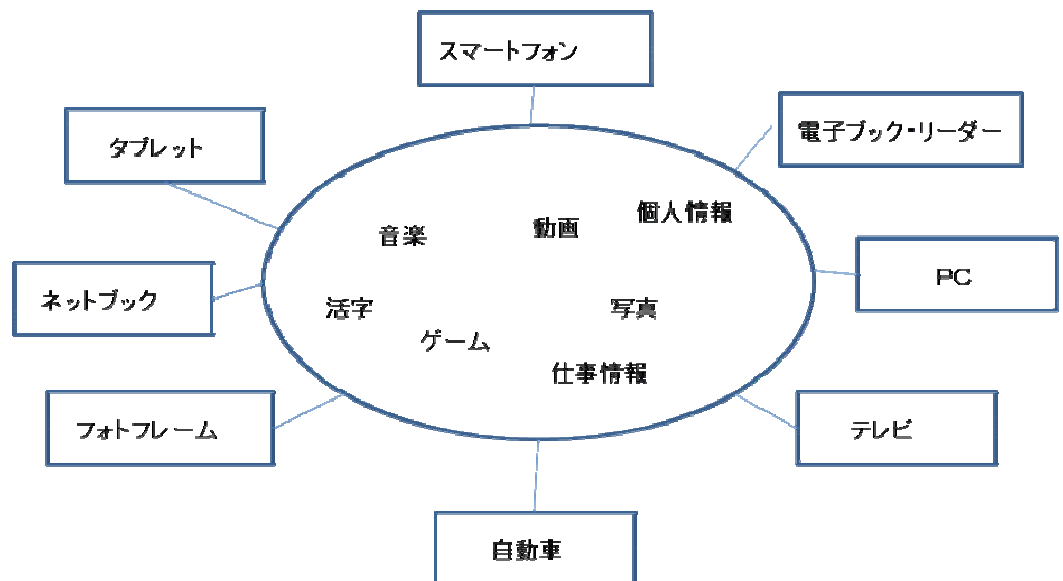 スマートフォン
タブレット
電子ブック・リーダー
音楽
動画
個人情報
ネットブック
PC
活字
ゲーム
写真
仕事情報
フォトフレーム
テレビ
自動車